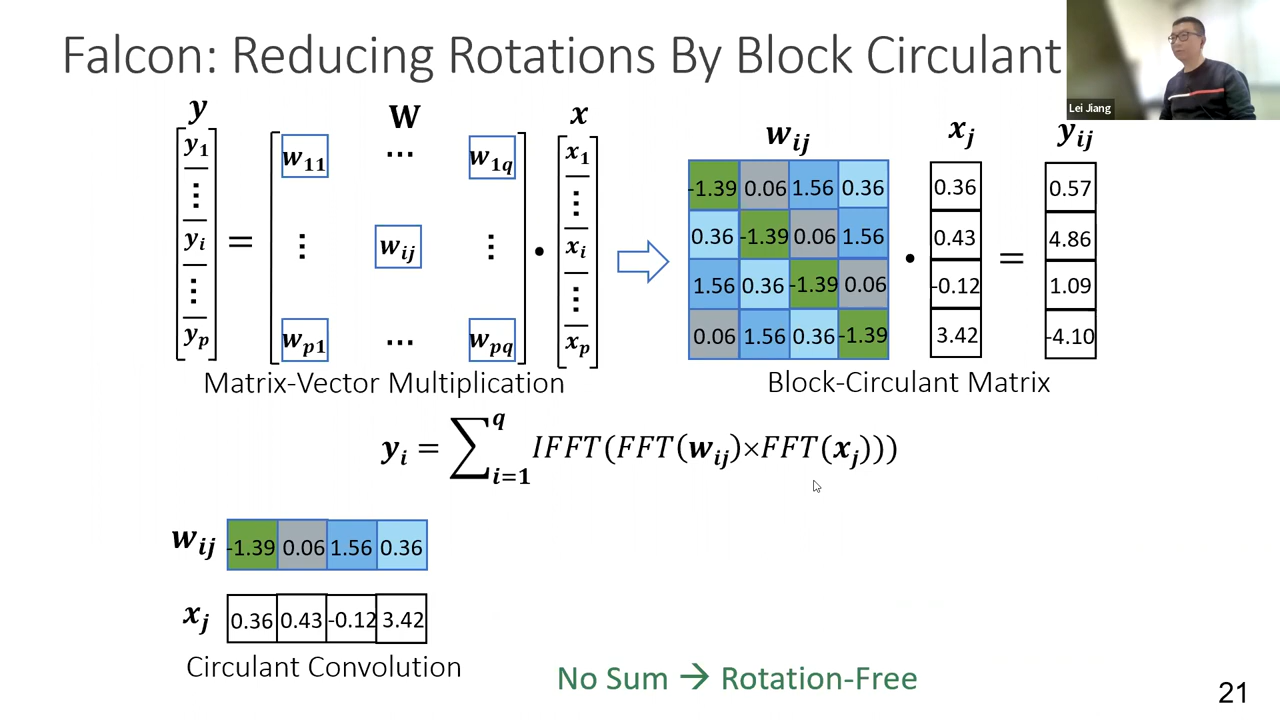 Falcon: Reducing Rotations By Block Circulant
Lei Jiang
y W x
y1 w11 ⋯ w1q x1
⋮ ⋮
yi = ⋮ wij ⋮ • xi
⋮ ⋮
yp wp1 ⋯ wpq xp
Matrix-Vector Multiplication
wij xj yij
-1.39 0.06 1.56 0.36 0.36 0.57
0.36 -1.39 0.06 1.56 0.43 4.86
• =
1.56 0.36 -1.39 0.06 -0.12 1.09
0.06 1.56 0.36 -1.39 3.42 -4.10
Block-Circulant Matrix
yi = ∑_{i=1}^{q} IFFT(FFT(wij)×FFT(xj)))
wij -1.39 0.06 1.56 0.36
xj 0.36 0.43 -0.12 3.42
Circulant Convolution
No Sum → Rotation-Free
21